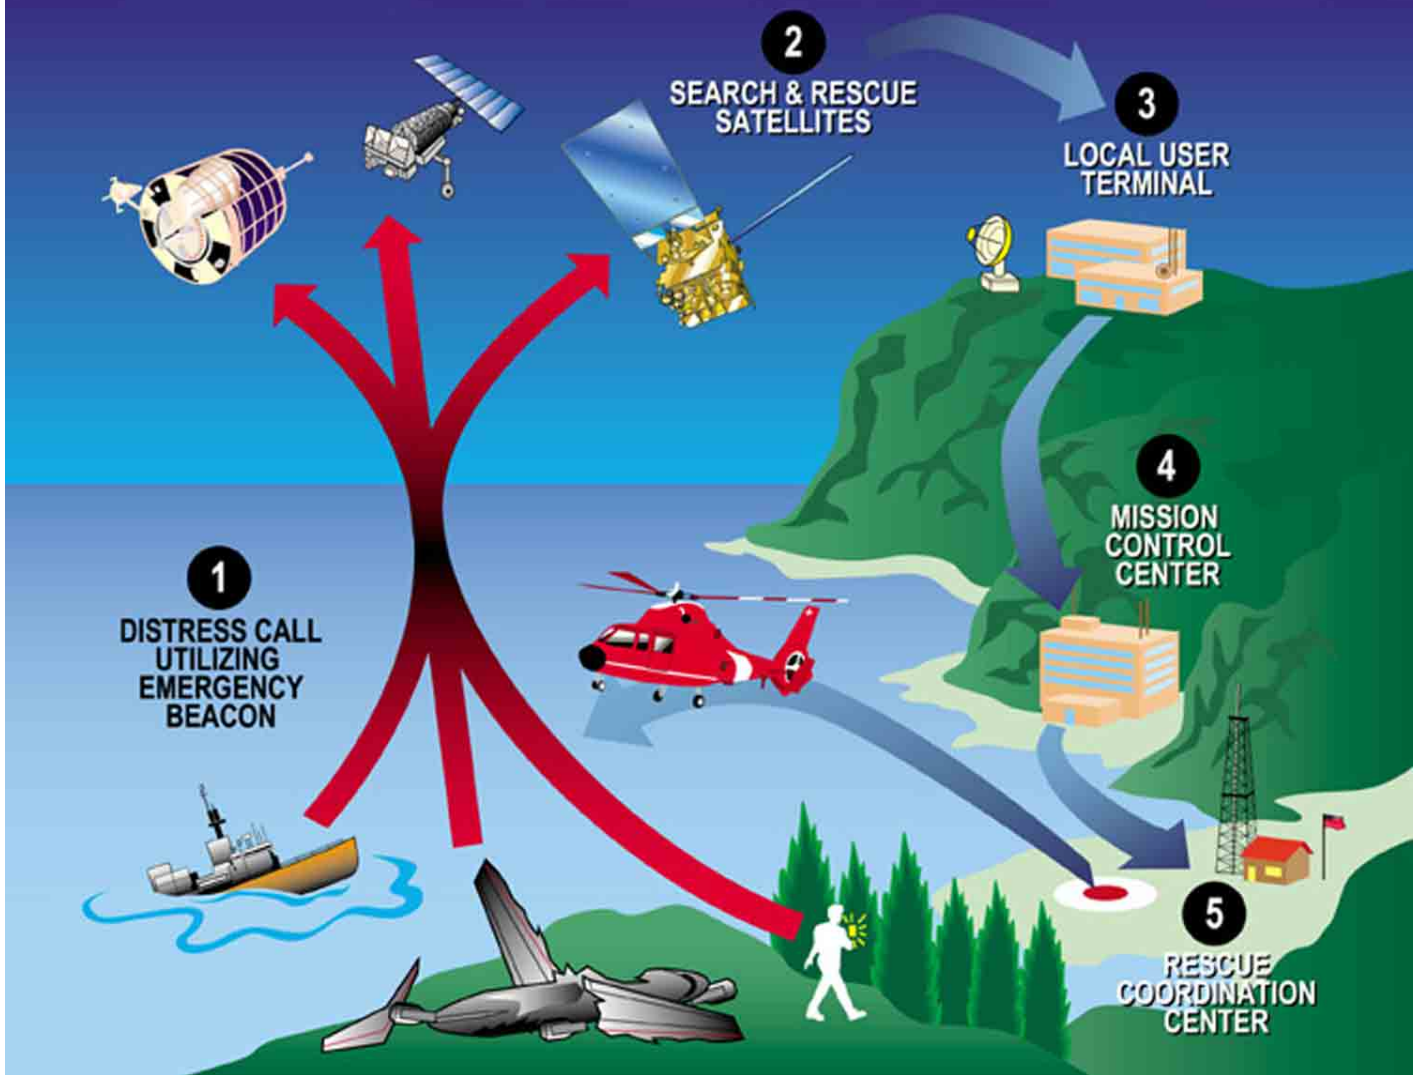 1
DISTRESS CALL
UTILIZING
EMERGENCY
BEACON
2
SEARCH & RESCUE
SATELLITES
3
LOCAL USER
TERMINAL
4
MISSION
CONTROL
CENTER
5
RESCUE
COORDINATION
CENTER